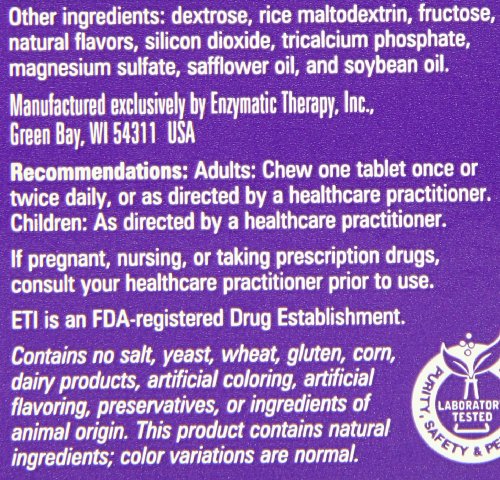 Other ingredients: dextrose, rice maltodextrin, fructose,
natural flavors, silicon dioxide, tricalcium phosphate,
magnesium sulfate, safflower oil, and soybean oil.
Manufactured exclusively by Enzymatic Therapy, Inc.,
Green Bay, WI 54311 USA
Recommendations: Adults: Chew one tablet once or
twice daily, or as directed by a healthcare practitioner.
Children: As directed by a healthcare practitioner.
If pregnant, nursing, or taking prescription drugs,
consult your healthcare practitioner prior to use.
ETI is an FDA-registered Drug Establishment.
Contains no salt, yeast, wheat, gluten, corn,
dairy products, artificial coloring, artificial
flavoring, preservatives, or ingredients of
animal origin. This product contains natural
ingredients; color variations are normal.
LABORATORY
TESTED
PURITY, SAFETY &